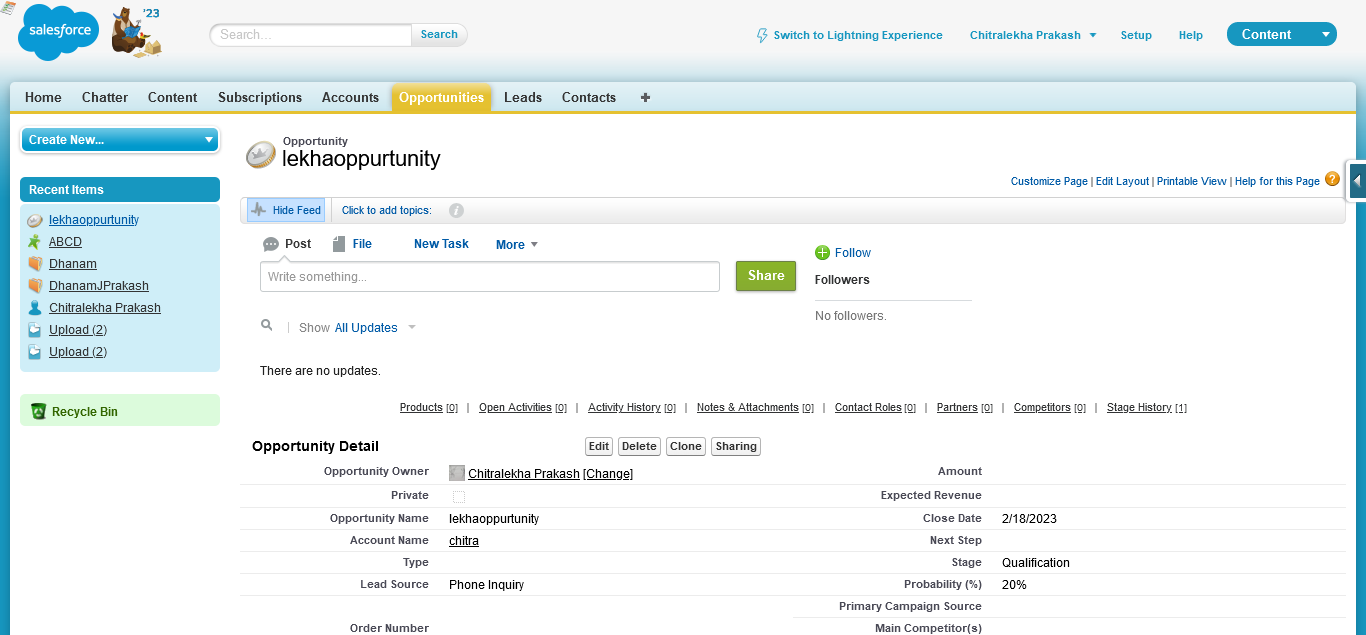 salesforce
'23
Search...
Search
Switch to Lightning Experience
Chitralekha Prakash
Setup
Help
Content
Home
Chatter
Content
Subscriptions
Accounts
Opportunities
Leads
Contacts
+
Create New...
Recent Items
lekhaoppurtunity
ABCD
Dhanam
DhanamJPrakash
Chitralekha Prakash
Upload (2)
Upload (2)
Recycle Bin
Opportunity
lekhaoppurtunity
Customize Page | Edit Layout | Printable View | Help for this Page ?
Hide Feed
Click to add topics:
i
Post
File
New Task
More
Write something...
Share
Follow
Followers
No followers.
Show All Updates
There are no updates.
Products [0] | Open Activities [0] | Activity History [0] | Notes & Attachments [0] | Contact Roles [0] | Partners [0] | Competitors [0] | Stage History [1]
Opportunity Detail
Edit
Delete
Clone
Sharing
Opportunity Owner Chitralekha Prakash [Change] Amount
Private Expected Revenue
Opportunity Name lekhaoppurtunity Close Date 2/18/2023
Account Name chitra Next Step
Type Stage Qualification
Lead Source Phone Inquiry Probability (%) 20%
Primary Campaign Source
Order Number Main Competitor(s)